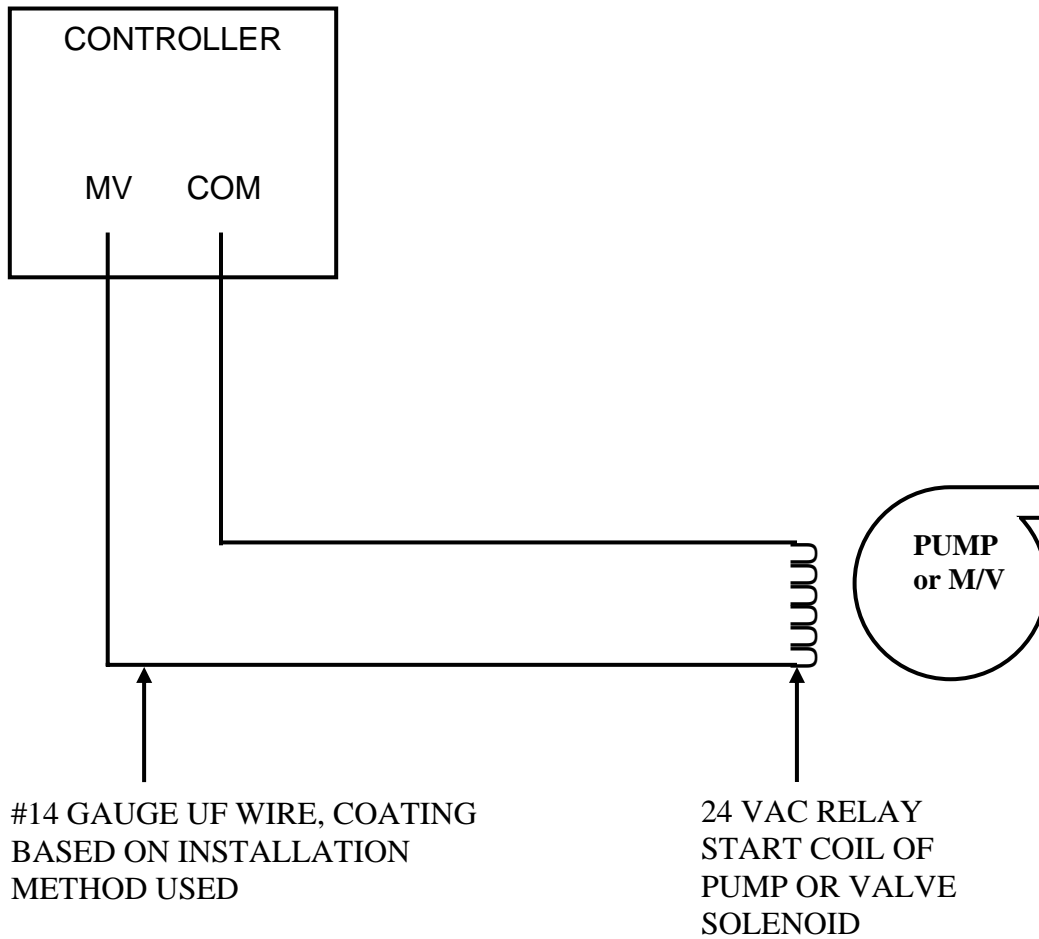 CONTROLLER
MV COM
PUMP
or M/V
#14 GAUGE UF WIRE, COATING
BASED ON INSTALLATION
METHOD USED
24 VAC RELAY
START COIL OF
PUMP OR VALVE
SOLENOID